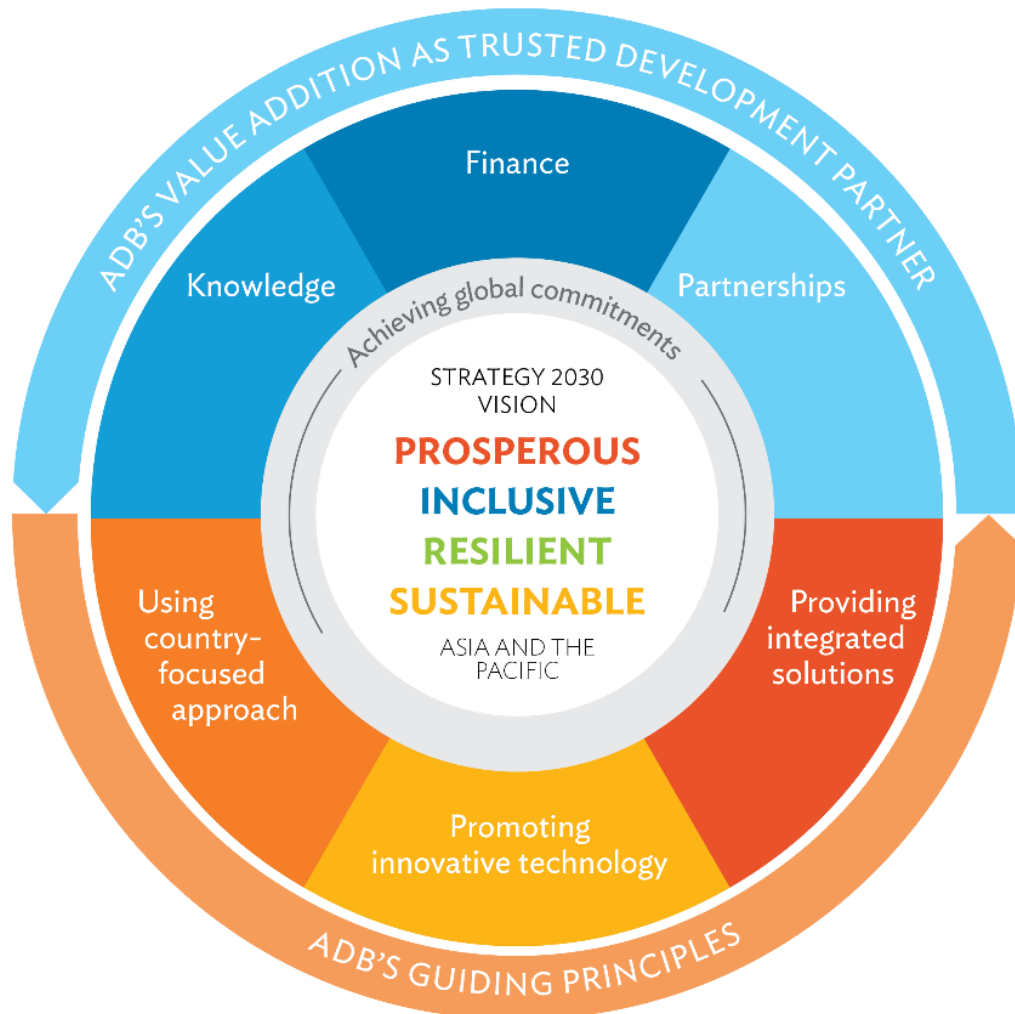 ADB'S VALUE ADDITION AS TRUSTED DEVELOPMENT PARTNER
Finance
Knowledge
Partnerships
Achieving global commitments
STRATEGY 2030
VISION
PROSPEROUS
INCLUSIVE
RESILIENT
SUSTAINABLE
ASIA AND THE
PACIFIC
Using
country-
focused
approach
Providing
integrated
solutions
Promoting
innovative technology
ADB'S GUIDING PRINCIPLES